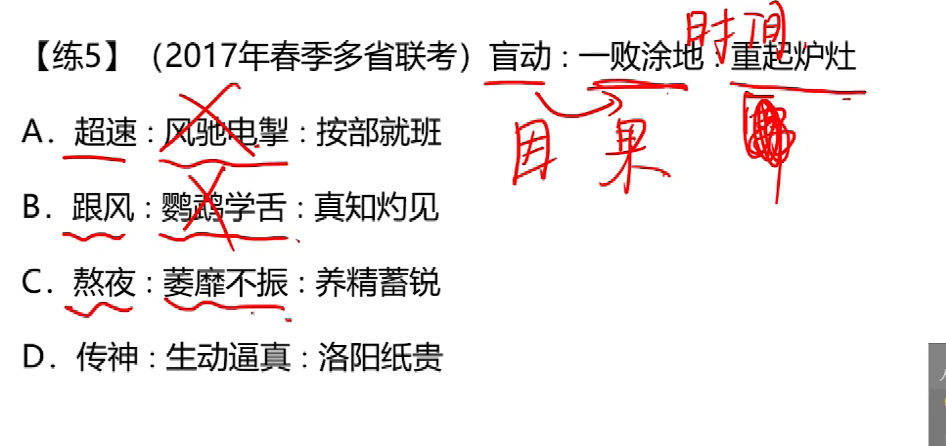 时间
【练5】（2017年春季多省联考）盲动：一败涂地：重起炉灶
因 果
A．超速：风驰电掣：按部就班
B．跟风：鹦鹉学舌：真知灼见
C．熬夜：萎靡不振：养精蓄锐
D．传神：生动逼真：洛阳纸贵